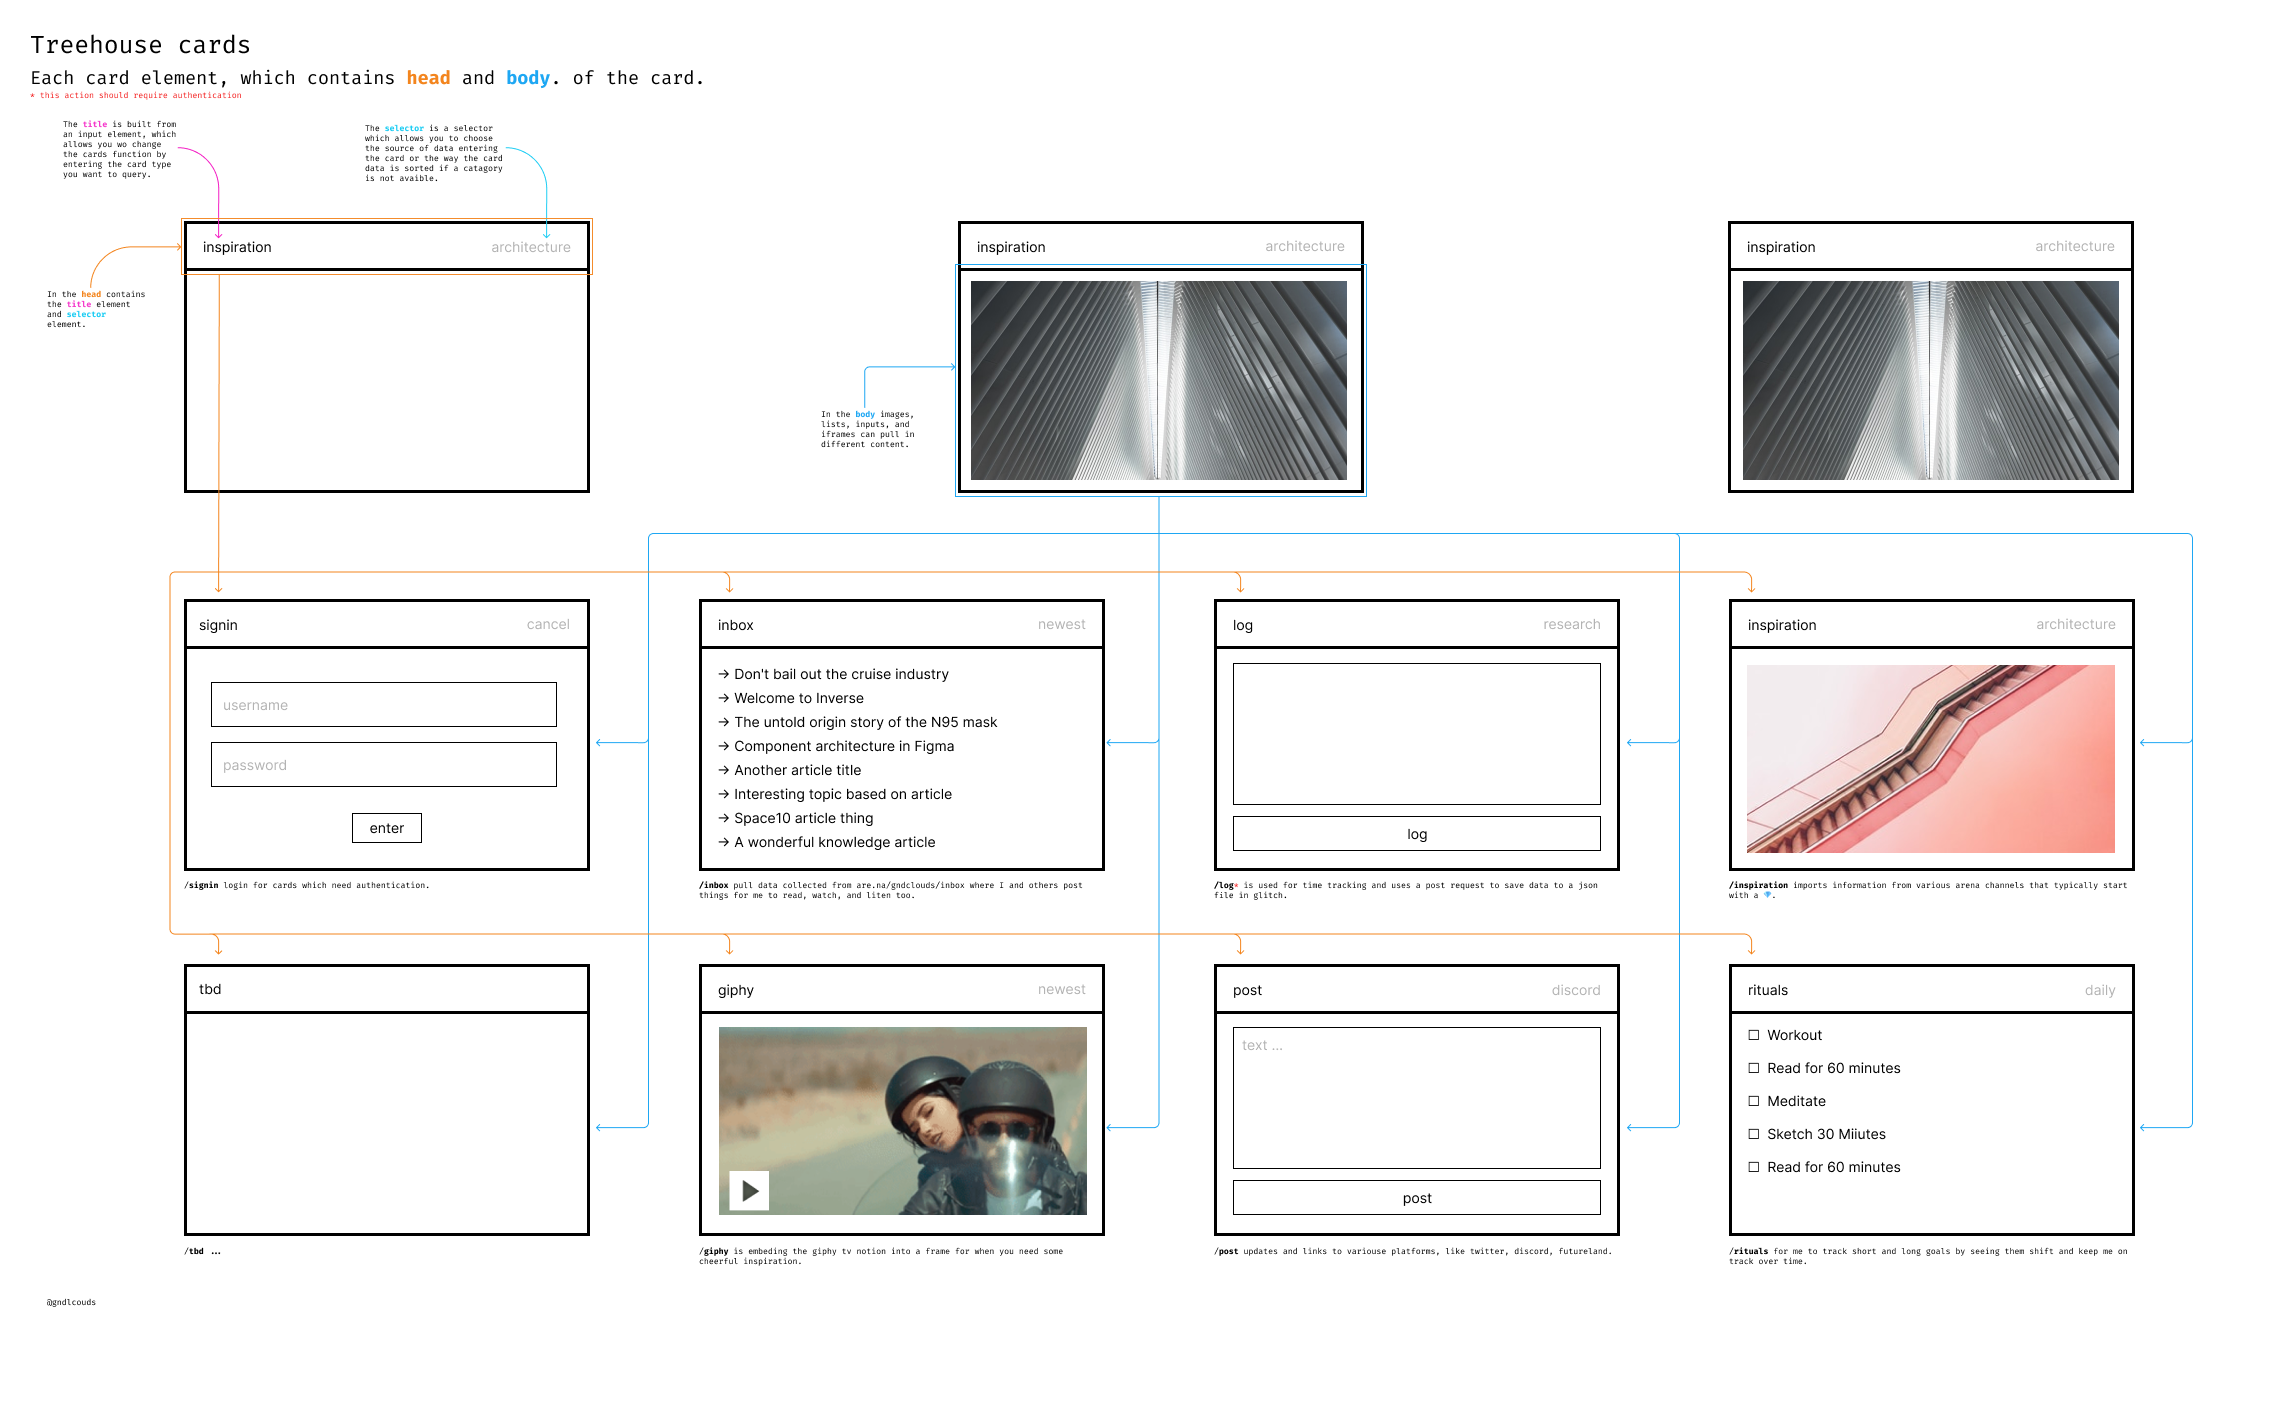 Treehouse cards
Each card element, which contains head and body. of the card.
* this action should require authentication
The title is built from
an input element, which
allows you wo change
the cards function by
entering the card type
you want to query.
The selector is a selector
which allows you to choose
the source of data entering
the card or the way the card
data is sorted if a catagory
is not avaible.
inspiration architecture
In the head contains
the title element
and selector
element.
inspiration architecture
In the body images,
lists, inputs, and
iframes can pull in
different content.
inspiration architecture
signin cancel
username
password
enter
/signin login for cards which need authentication.
inbox newest
→ Don't bail out the cruise industry
→ Welcome to Inverse
→ The untold origin story of the N95 mask
→ Component architecture in Figma
→ Another article title
→ Interesting topic based on article
→ Space10 article thing
→ A wonderful knowledge article
/inbox pull data collected from are.na/gndclouds/inbox where I and others post
things for me to read, watch, and liten too.
log research
log
/log* is used for time tracking and uses a post request to save data to a json
file in glitch.
inspiration architecture
/inspiration imports information from various arena channels that typically start
with a 💎.
tbd
/tbd …
giphy newest
/giphy is embeding the giphy tv notion into a frame for when you need some
cheerful inspiration.
post discord
text ...
post
/post updates and links to variouse platforms, like twitter, discord, futureland.
rituals daily
☐ Workout
☐ Read for 60 minutes
☐ Meditate
☐ Sketch 30 Miiutes
☐ Read for 60 minutes
/rituals for me to track short and long goals by seeing them shift and keep me on
track over time.
@gndlcouds